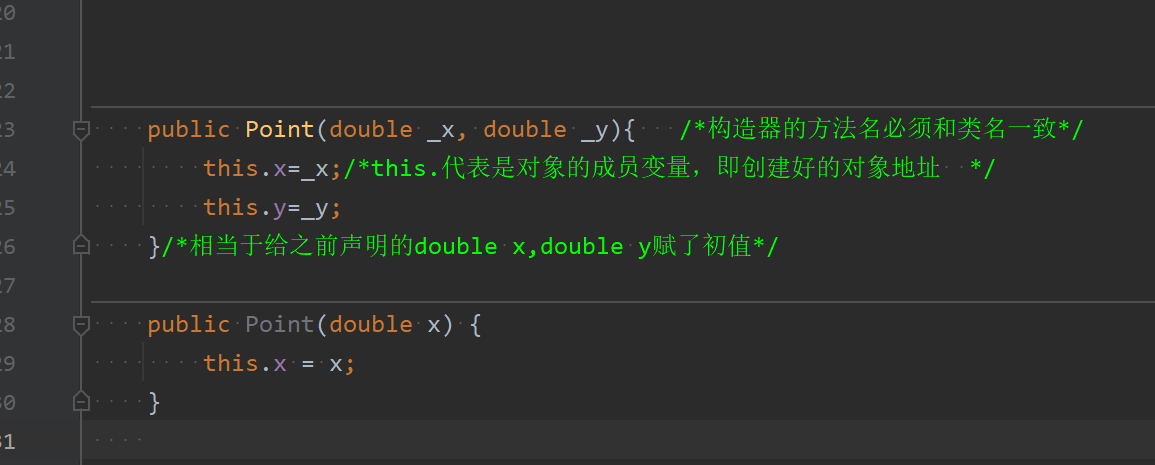 20
21
22
23 public Point(double _x, double _y){ /*构造器的方法名必须和类名一致*/
24 this.x=_x;/*this.代表是对象的成员变量，即创建好的对象地址 */
25 this.y=_y;
26 }/*相当于给之前声明的double x,double y赋了初值*/
27
28 public Point(double x) {
29 this.x = x;
30 }
31